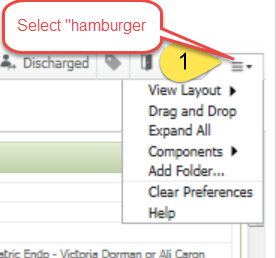 Select "hamburger
Discharged
1
View Layout
Drag and Drop
Expand All
Components
Add Folder...
Clear Preferences
Help
atric Endo - Victoria Dorman or Ali Caron